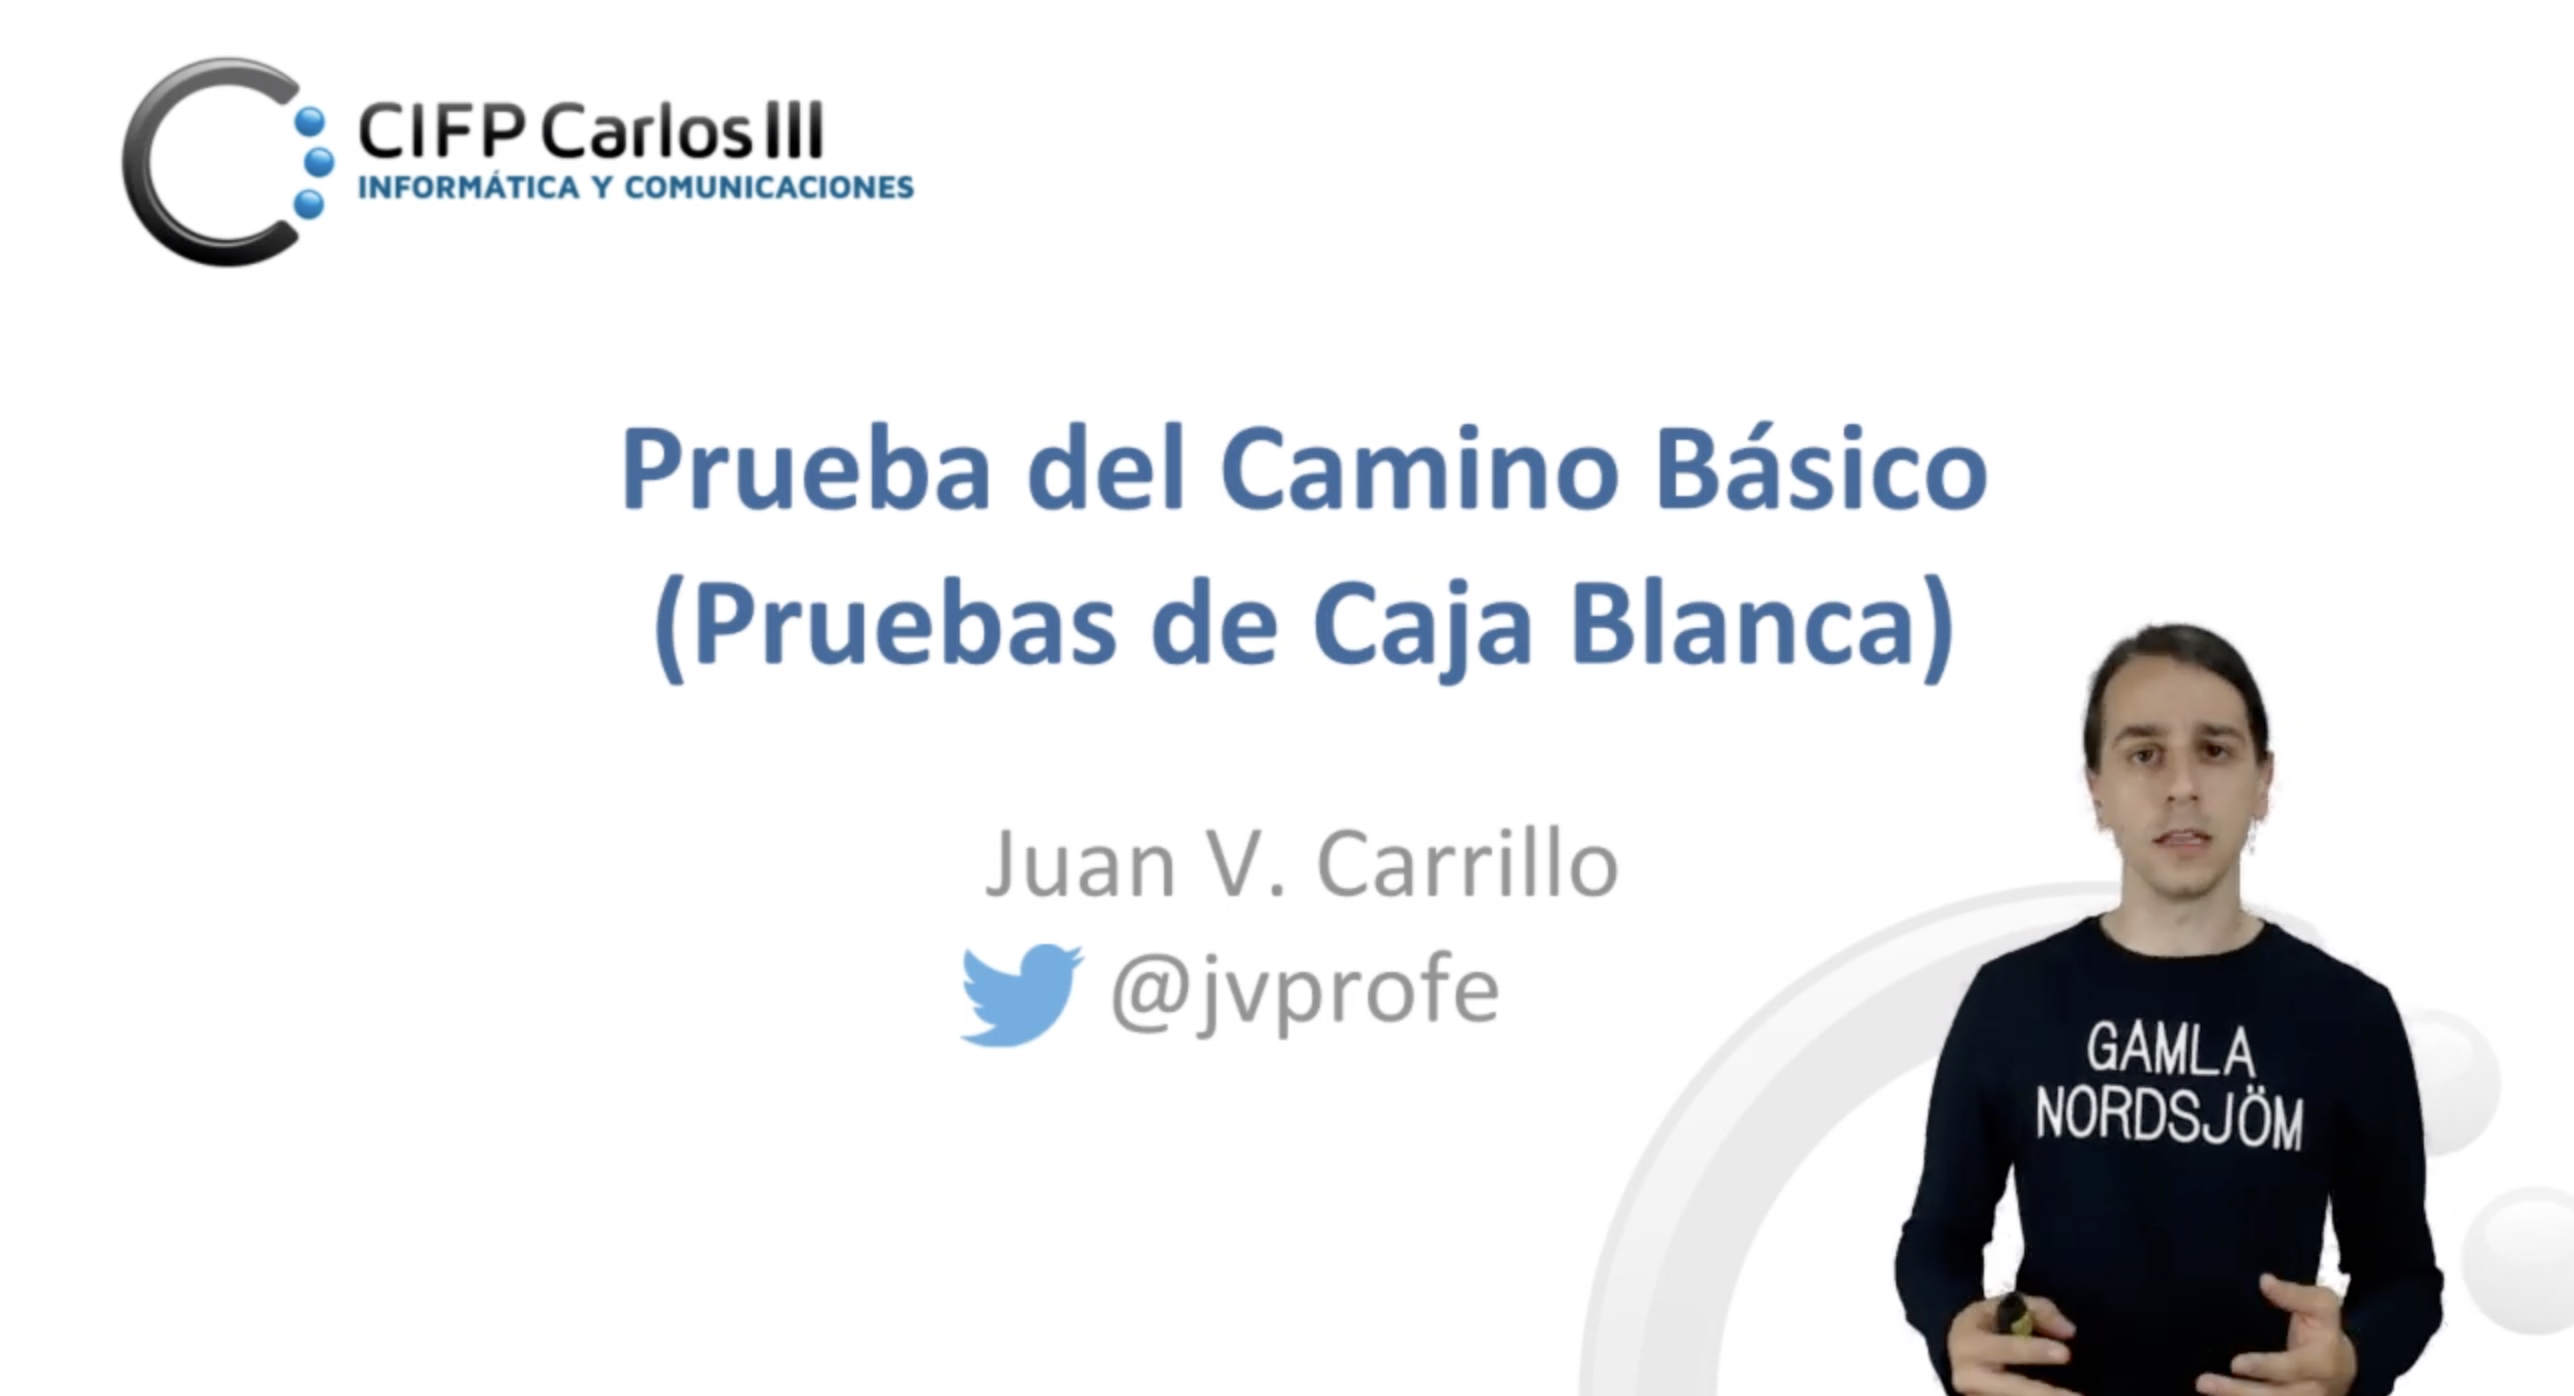 CIFP Carlos III
INFORMÁTICA Y COMUNICACIONES
Prueba del Camino Básico
(Pruebas de Caja Blanca)
Juan V. Carrillo
@jvprofe
GAMLA
NORDSJÖM